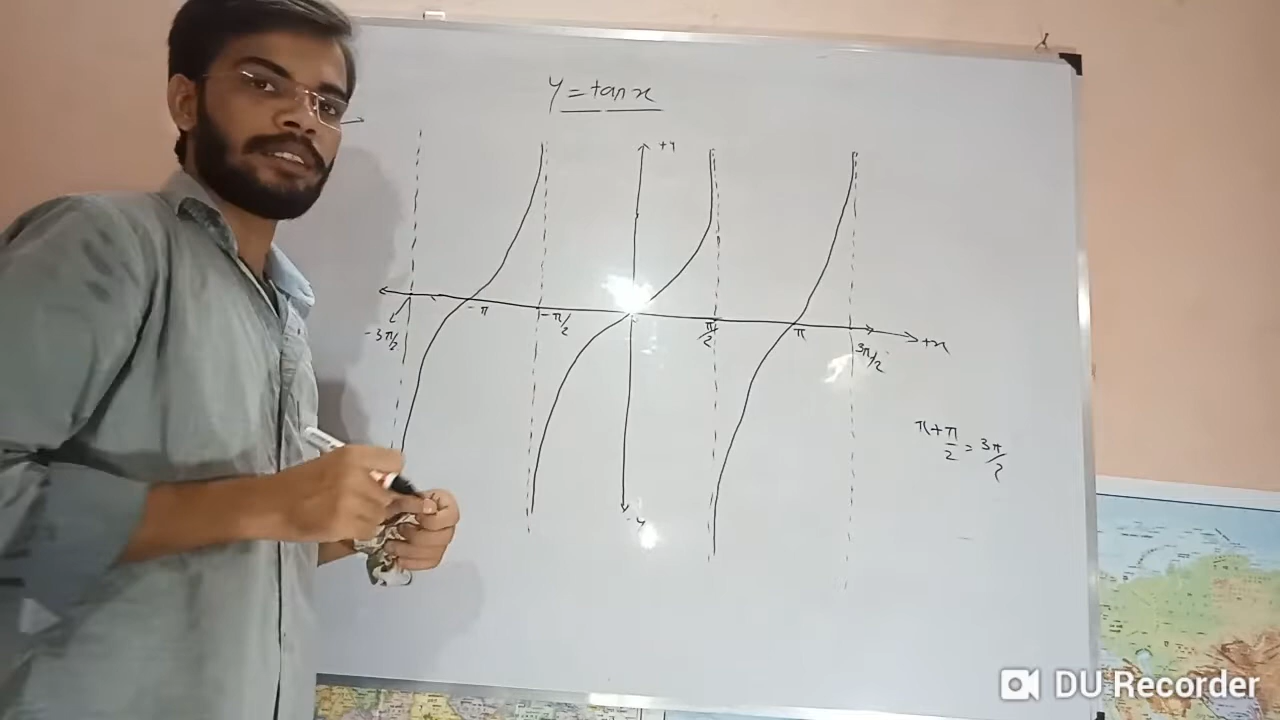 y = tan x
+y
-3π/2
-π
-π/2
π/2
π
3π/2
+x
π + π/2 = 3π/2
-y
DU Recorder